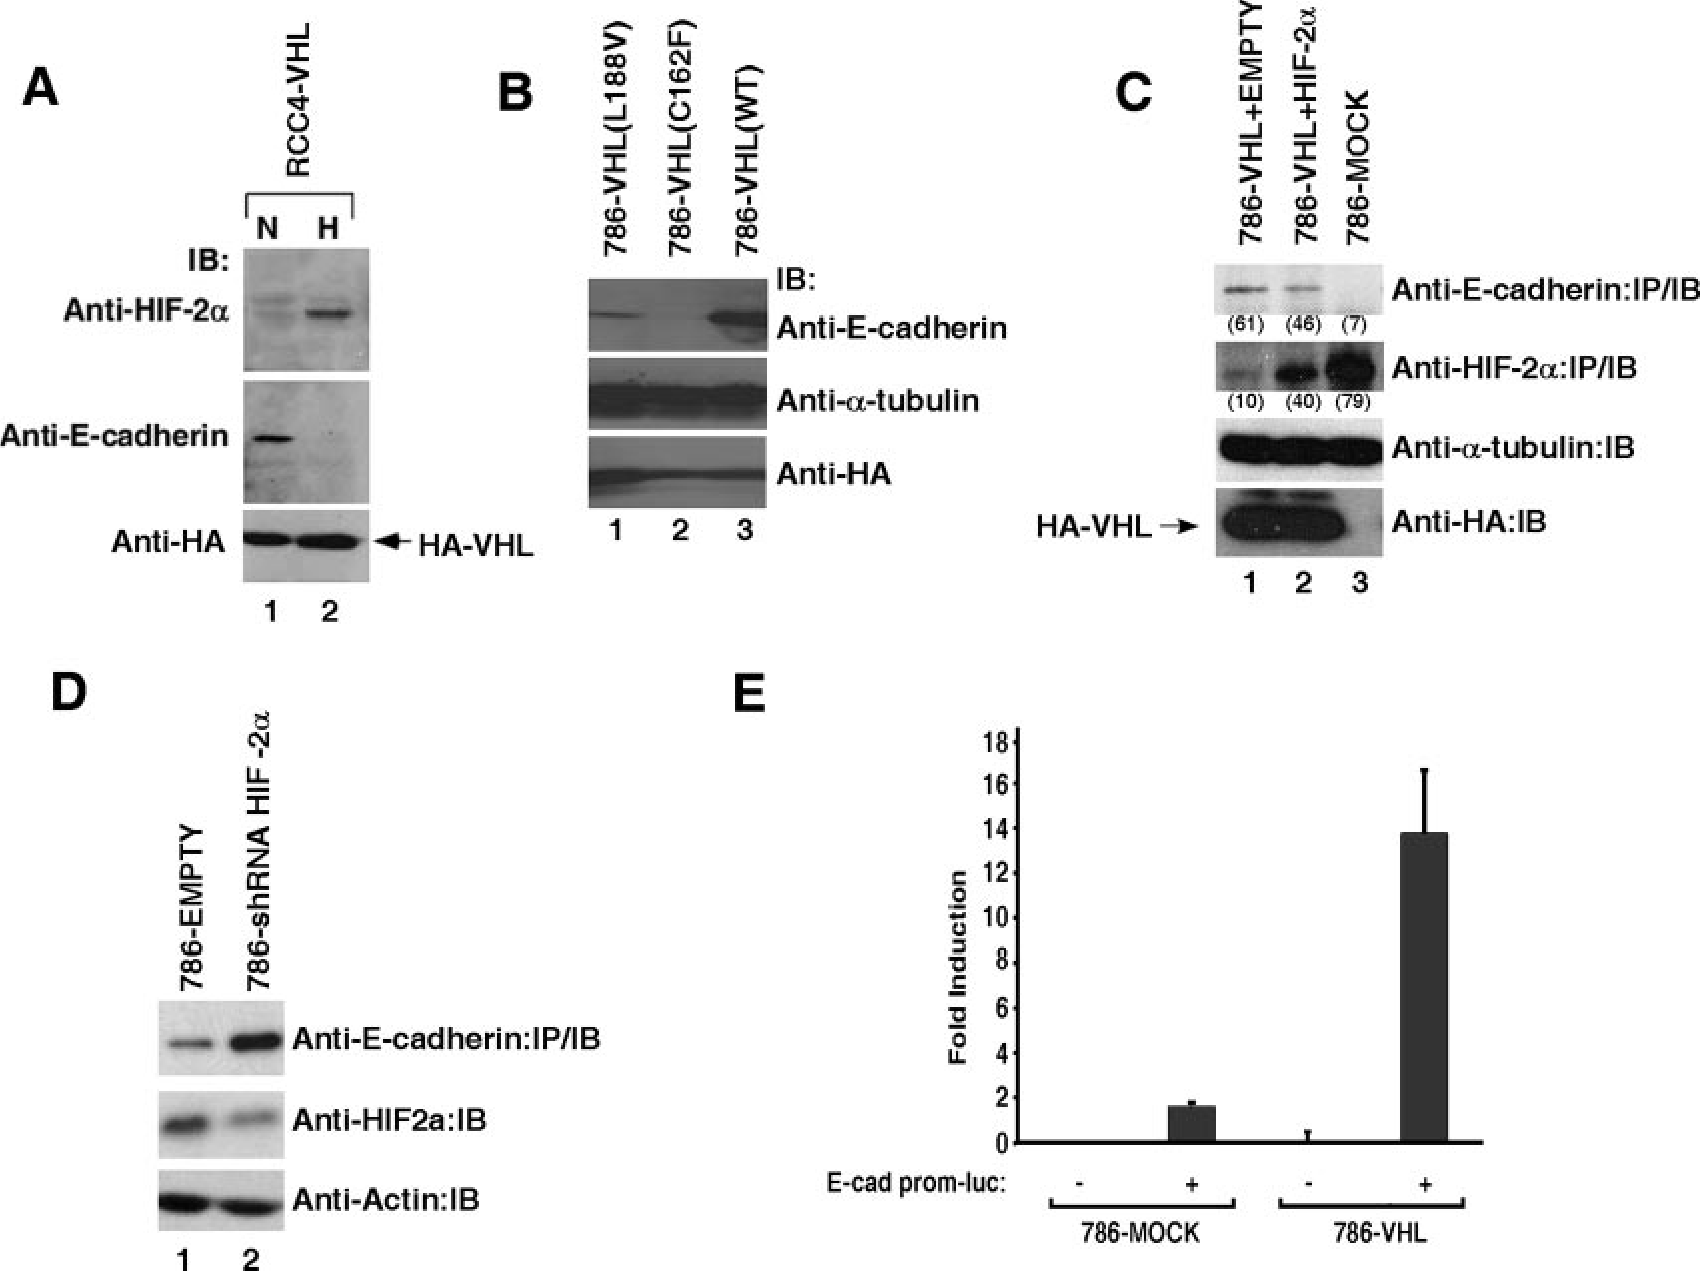 A
RCC4-VHL
N H
IB:
Anti-HIF-2α
Anti-E-cadherin
Anti-HA
HA-VHL
1 2
B
786-VHL(L188V)
786-VHL(C162F)
786-VHL(WT)
IB:
Anti-E-cadherin
Anti-α-tubulin
Anti-HA
1 2 3
C
786-VHL+EMPTY
786-VHL+HIF-2α
786-MOCK
Anti-E-cadherin:IP/IB
(61) (46) (7)
Anti-HIF-2α:IP/IB
(10) (40) (79)
Anti-α-tubulin:IB
HA-VHL
Anti-HA:IB
1 2 3
D
786-EMPTY
786-shRNA HIF -2α
Anti-E-cadherin:IP/IB
Anti-HIF2a:IB
Anti-Actin:IB
1 2
E
Fold Induction
18
16
14
12
10
8
6
4
2
0
E-cad prom-luc: - + - +
786-MOCK 786-VHL